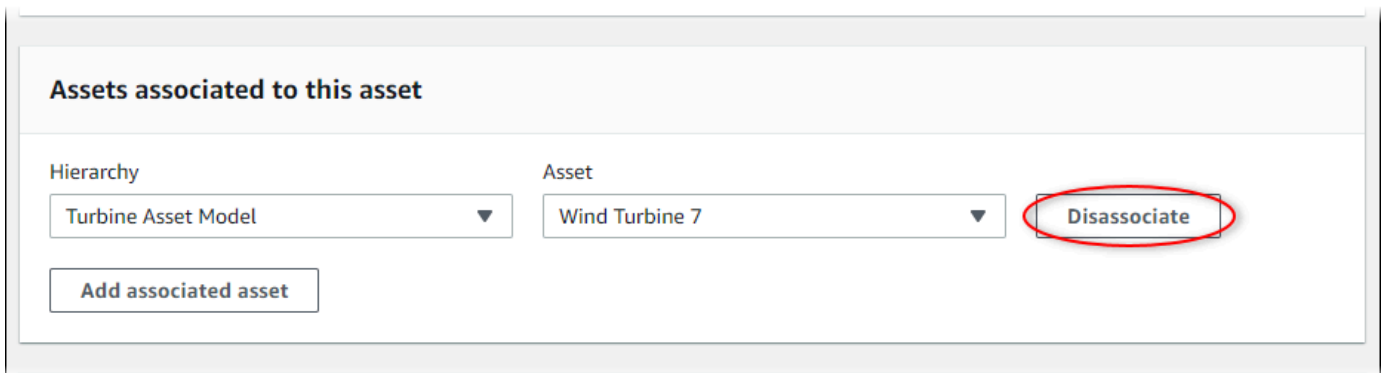 Assets associated to this asset
Hierarchy
Asset
Turbine Asset Model
Wind Turbine 7
Disassociate
Add associated asset